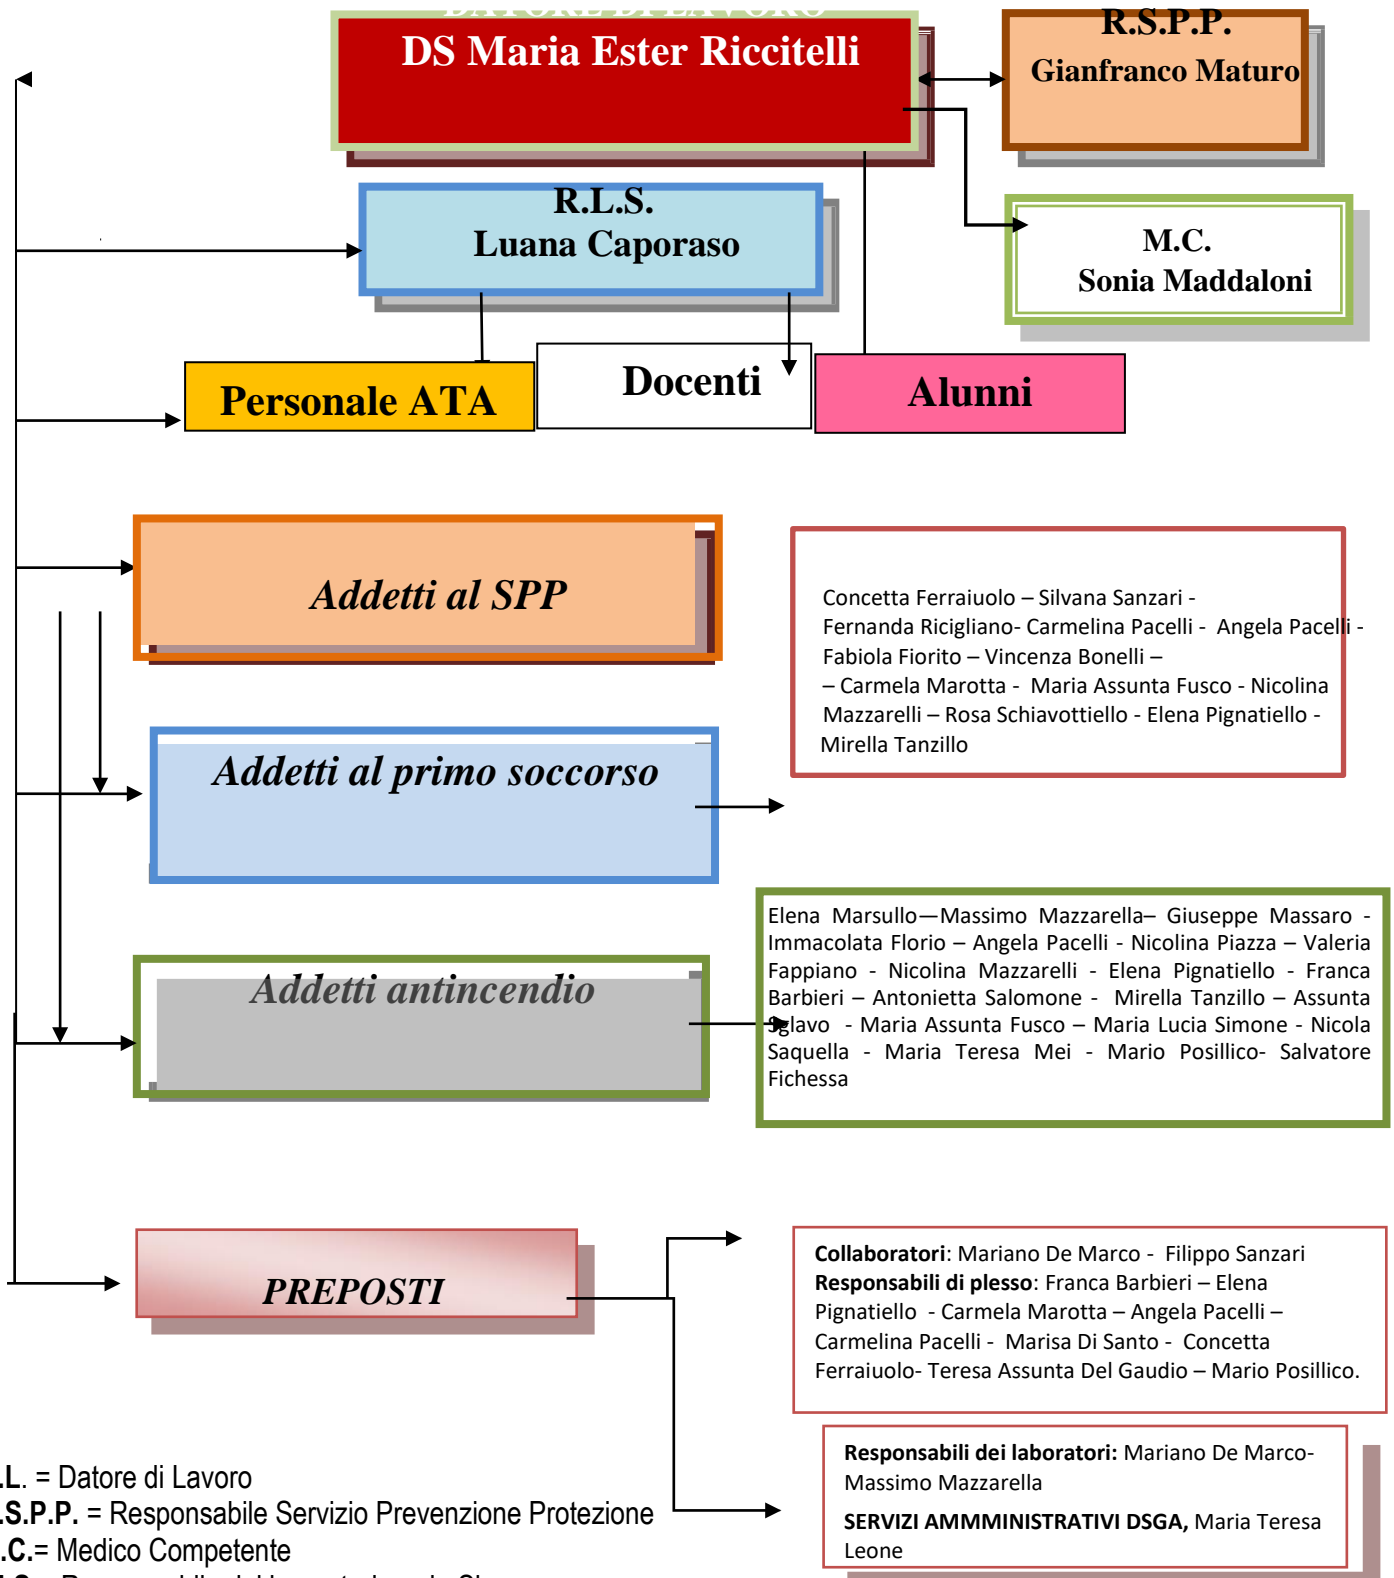 DATORE DI LAVORO
DS Maria Ester Riccitelli
R.S.P.P.
Gianfranco Maturo
R.L.S.
Luana Caporaso
M.C.
Sonia Maddaloni
Personale ATA
Docenti
Alunni
Addetti al SPP
Concetta Ferraiuolo – Silvana Sanzari -
Fernanda Ricigliano- Carmelina Pacelli - Angela Pacelli -
Fabiola Fiorito – Vincenza Bonelli –
– Carmela Marotta - Maria Assunta Fusco - Nicolina
Mazzarelli – Rosa Schiavottiello - Elena Pignatiello -
Mirella Tanzillo
Addetti al primo soccorso
Elena Marsullo—Massimo Mazzarella– Giuseppe Massaro -
Immacolata Florio – Angela Pacelli - Nicolina Piazza – Valeria
Fappiano - Nicolina Mazzarelli - Elena Pignatiello - Franca
Barbieri – Antonietta Salomone - Mirella Tanzillo – Assunta
Sglavo - Maria Assunta Fusco – Maria Lucia Simone - Nicola
Saquella - Maria Teresa Mei - Mario Posillico- Salvatore
Fichessa
Addetti antincendio
PREPOSTI
Collaboratori: Mariano De Marco - Filippo Sanzari
Responsabili di plesso: Franca Barbieri – Elena
Pignatiello - Carmela Marotta – Angela Pacelli –
Carmelina Pacelli - Marisa Di Santo - Concetta
Ferraiuolo- Teresa Assunta Del Gaudio – Mario Posillico.
Responsabili dei laboratori: Mariano De Marco-
Massimo Mazzarella
SERVIZI AMMMINISTRATIVI DSGA, Maria Teresa
Leone
.L. = Datore di Lavoro
.S.P.P. = Responsabile Servizio Prevenzione Protezione
.C.= Medico Competente